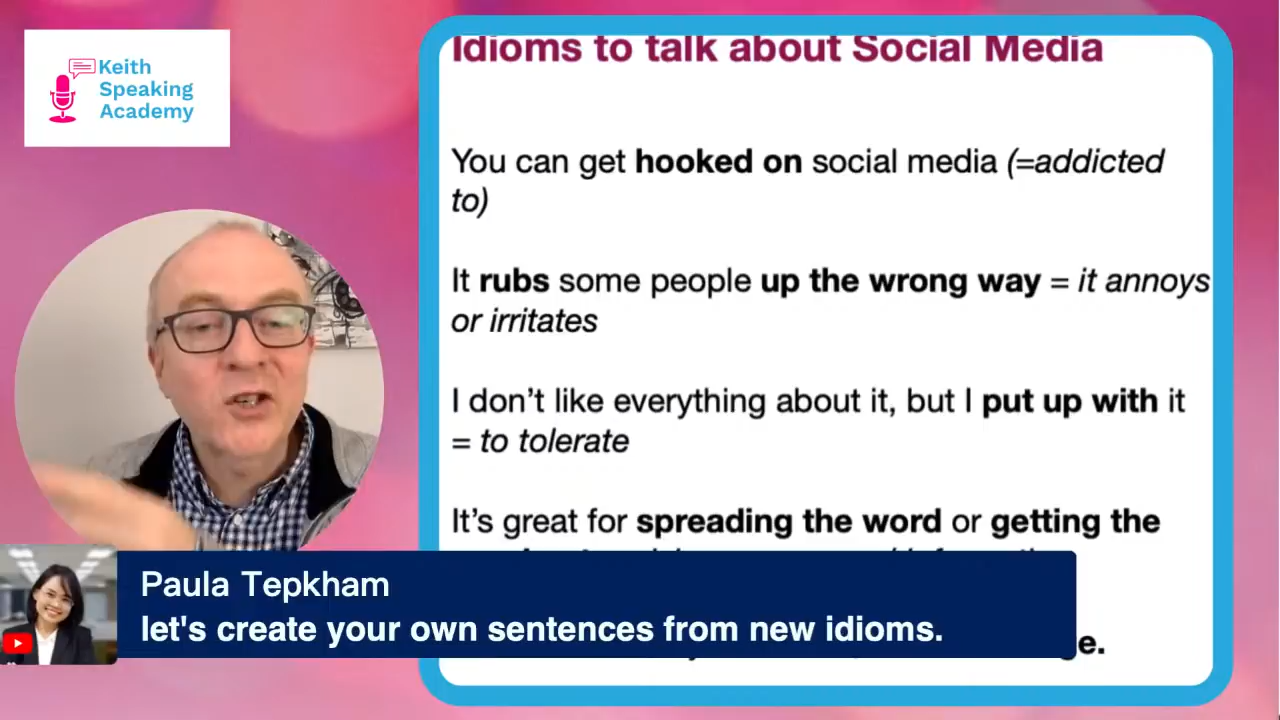 Keith
Speaking
Academy
Idioms to talk about Social Media
You can get hooked on social media (=addicted
to)
It rubs some people up the wrong way = it annoys
or irritates
I don't like everything about it, but I put up with it
= to tolerate
It's great for spreading the word or getting the
Paula Tepkham
let's create your own sentences from new idioms.